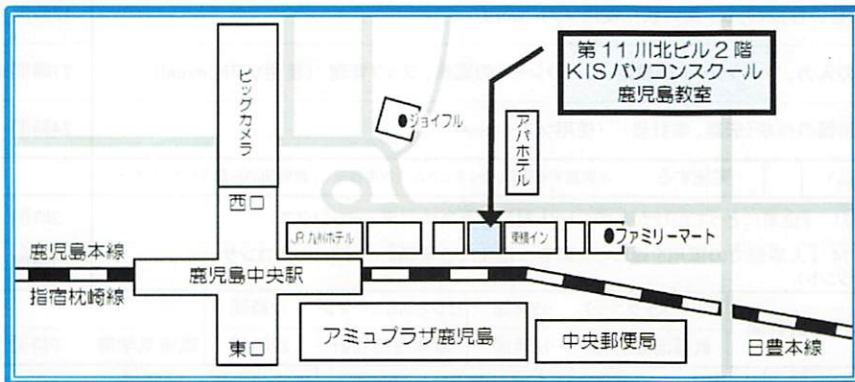 第11川北ビル2階
KISパソコンスクール
鹿児島教室
ビックカメラ
ジョイフル
アパホテル
西口
JR九州ホテル
東横イン
ファミリーマート
鹿児島本線
鹿児島中央駅
指宿枕崎線
アミュプラザ鹿児島
中央郵便局
東口
日豊本線